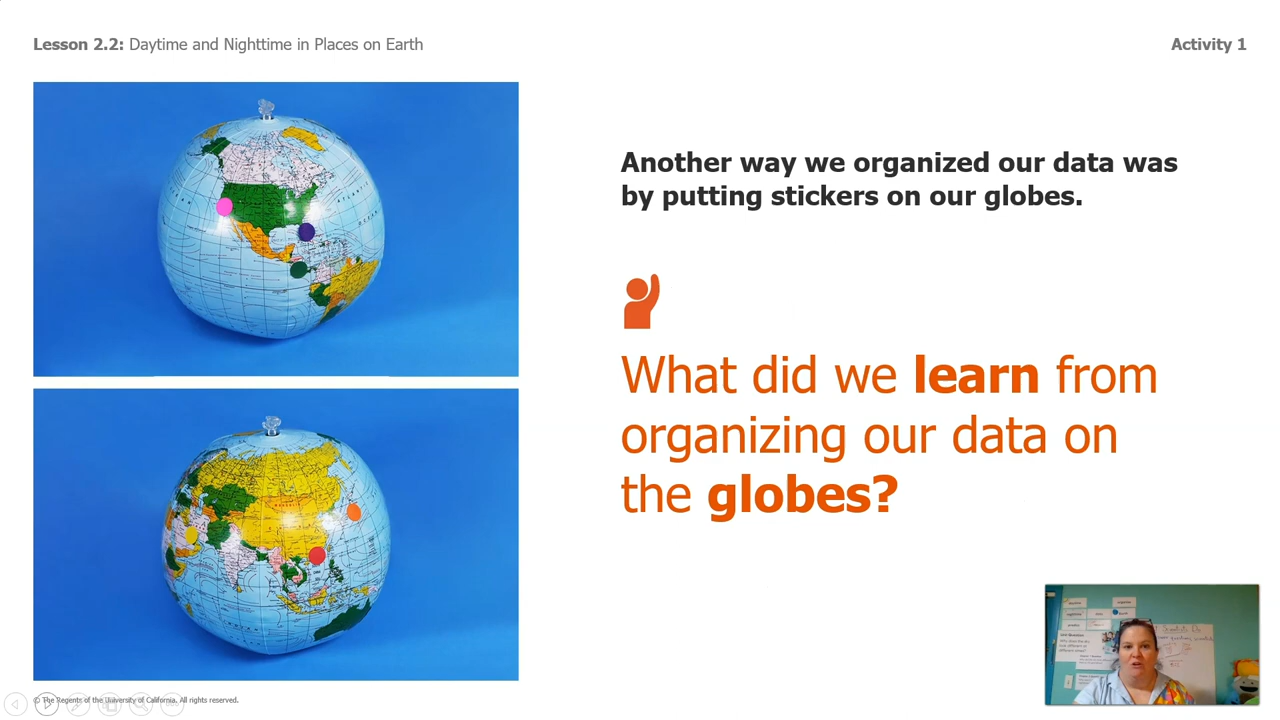 Lesson 2.2: Daytime and Nighttime in Places on Earth
Activity 1
Another way we organized our data was
by putting stickers on our globes.
What did we learn from
organizing our data on
the globes?
© The Regents of the University of California. All rights reserved.